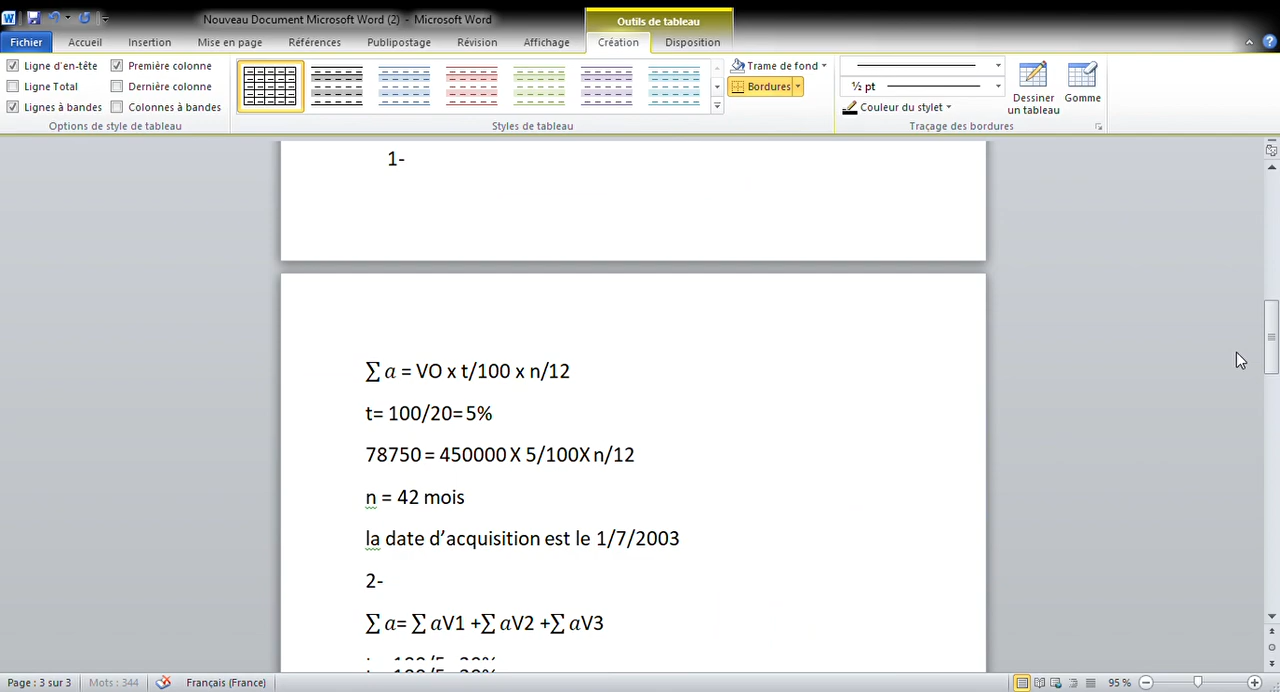 Nouveau Document Microsoft Word (2) - Microsoft Word
Outils de tableau
Fichier Accueil Insertion Mise en page Références Publipostage Révision Affichage Création Disposition
Ligne d'en-tête Première colonne
Ligne Total Dernière colonne
Lignes à bandes Colonnes à bandes
Options de style de tableau
Styles de tableau
Trame de fond
Bordures
½ pt
Couleur du stylet
Dessiner un tableau
Gomme
Traçage des bordures
1-
∑ a = VO x t/100 x n/12
t= 100/20= 5%
78750 = 450000 X 5/100X n/12
n = 42 mois
la date d’acquisition est le 1/7/2003
2-
∑ a= ∑ aV1 +∑ aV2 +∑ aV3
Page : 3 sur 3 Mots : 344 Français (France) 95 %